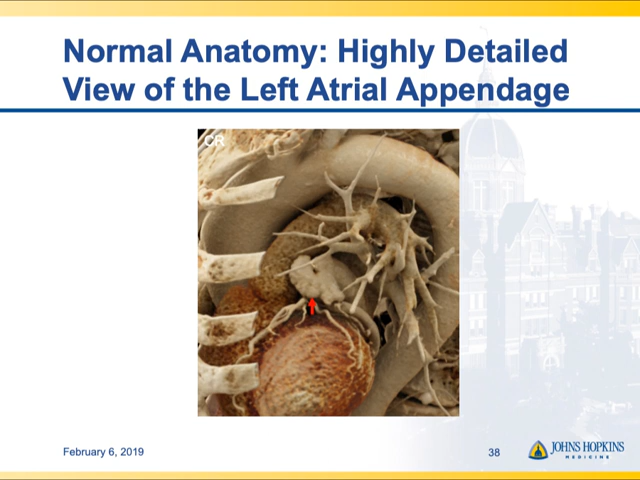 Normal Anatomy: Highly Detailed
View of the Left Atrial Appendage
CR
February 6, 2019
38
JOHNS HOPKINS
MEDICINE